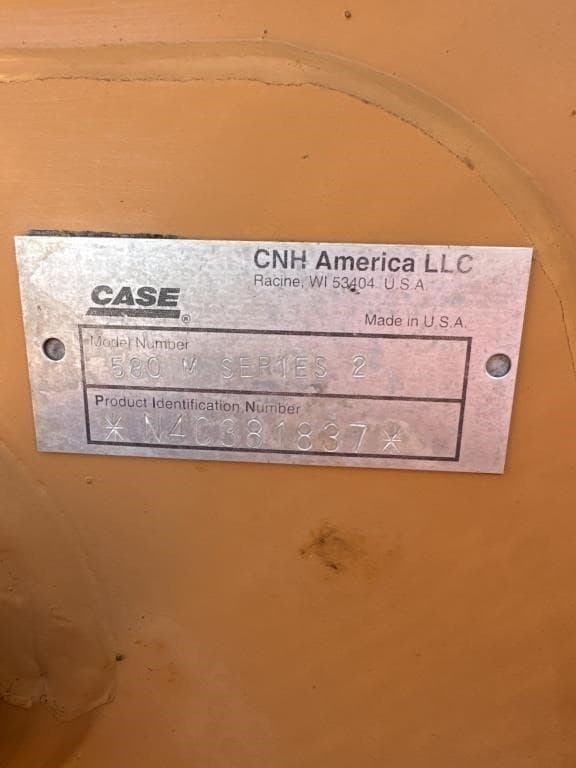 CNH America LLC
Racine, WI 53404 U.S.A.
CASE®
Made in U.S.A.
Model Number
580 M SERIES 2
Product Identification Number
*N4C381837*